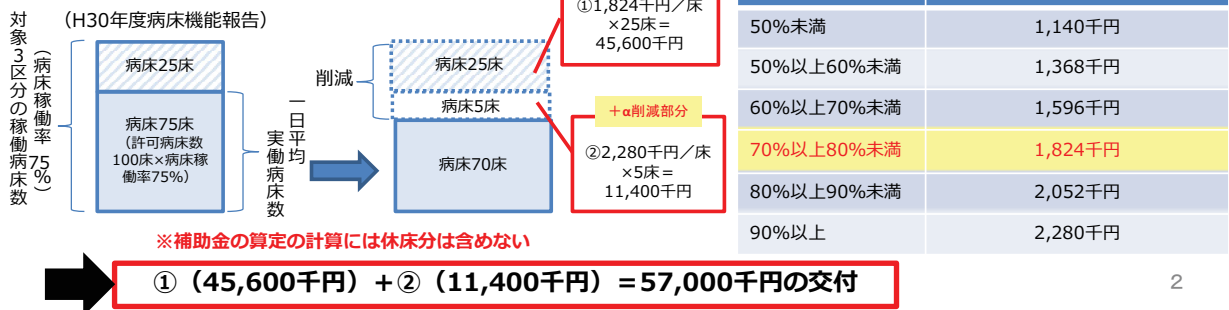 対象3区分の稼働病床数
（病床稼働率 75%）
（H30年度病床機能報告）
病床25床
病床75床
（許可病床数
100床×病床稼
働率75%）
一日平均
実働病床数
削減
病床25床
病床5床
病床70床
①1,824千円／床
×25床＝
45,600千円
＋α削減部分
②2,280千円／床
×5床＝
11,400千円
50%未満 1,140千円
50%以上60%未満 1,368千円
60%以上70%未満 1,596千円
70%以上80%未満 1,824千円
80%以上90%未満 2,052千円
90%以上 2,280千円
※補助金の算定の計算には休床分は含めない
①（45,600千円）＋②（11,400千円）＝57,000千円の交付
2